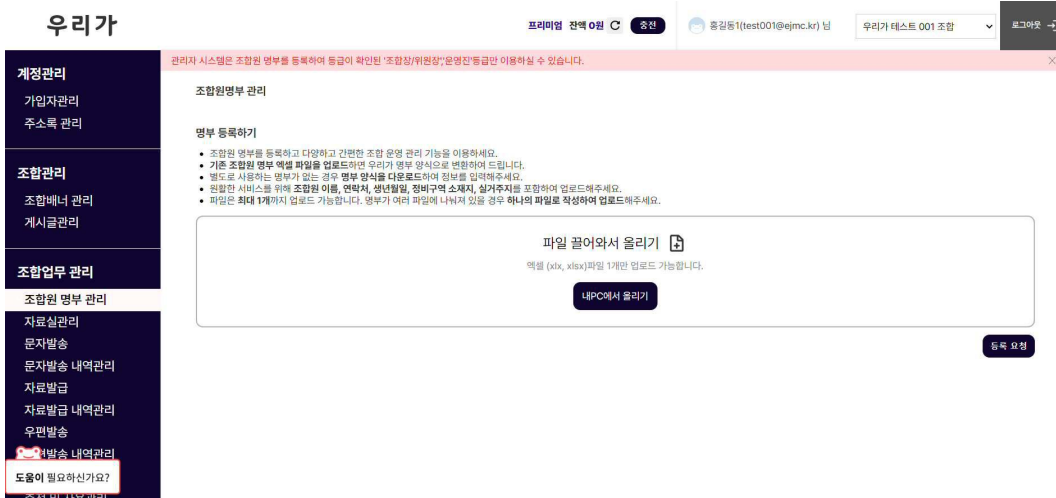 우리가
프리미엄 잔액 0원 충전
홍길동1(test001@ejmc.kr) 님
우리가 테스트 001 조합
로그아웃
관리자 시스템은 조합원 명부를 등록하여 등급이 확인된 '조합장/위원장','운영진'등급만 이용하실 수 있습니다.
계정관리
가입자관리
주소록 관리
조합관리
조합배너 관리
게시글관리
조합업무 관리
조합원 명부 관리
자료실관리
문자발송
문자발송 내역관리
자료발급
자료발급 내역관리
우편발송
발송 내역관리
도움이 필요하신가요?
조합원명부 관리
명부 등록하기
• 조합원 명부를 등록하고 다양하고 간편한 조합 운영 관리 기능을 이용하세요.
• 기존 조합원 명부 엑셀 파일을 업로드하면 우리가 명부 양식으로 변환하여 드립니다.
• 별도로 사용하는 명부가 없는 경우 명부 양식을 다운로드하여 정보를 입력해주세요.
• 원활한 서비스를 위해 조합원 이름, 연락처, 생년월일, 정비구역 소재지, 실거주지를 포함하여 업로드해주세요.
• 파일은 최대 1개까지 업로드 가능합니다. 명부가 여러 파일에 나눠져 있을 경우 하나의 파일로 작성하여 업로드해주세요.
파일 끌어와서 올리기
엑셀 (xlx, xlsx)파일 1개만 업로드 가능합니다.
내PC에서 올리기
등록 요청